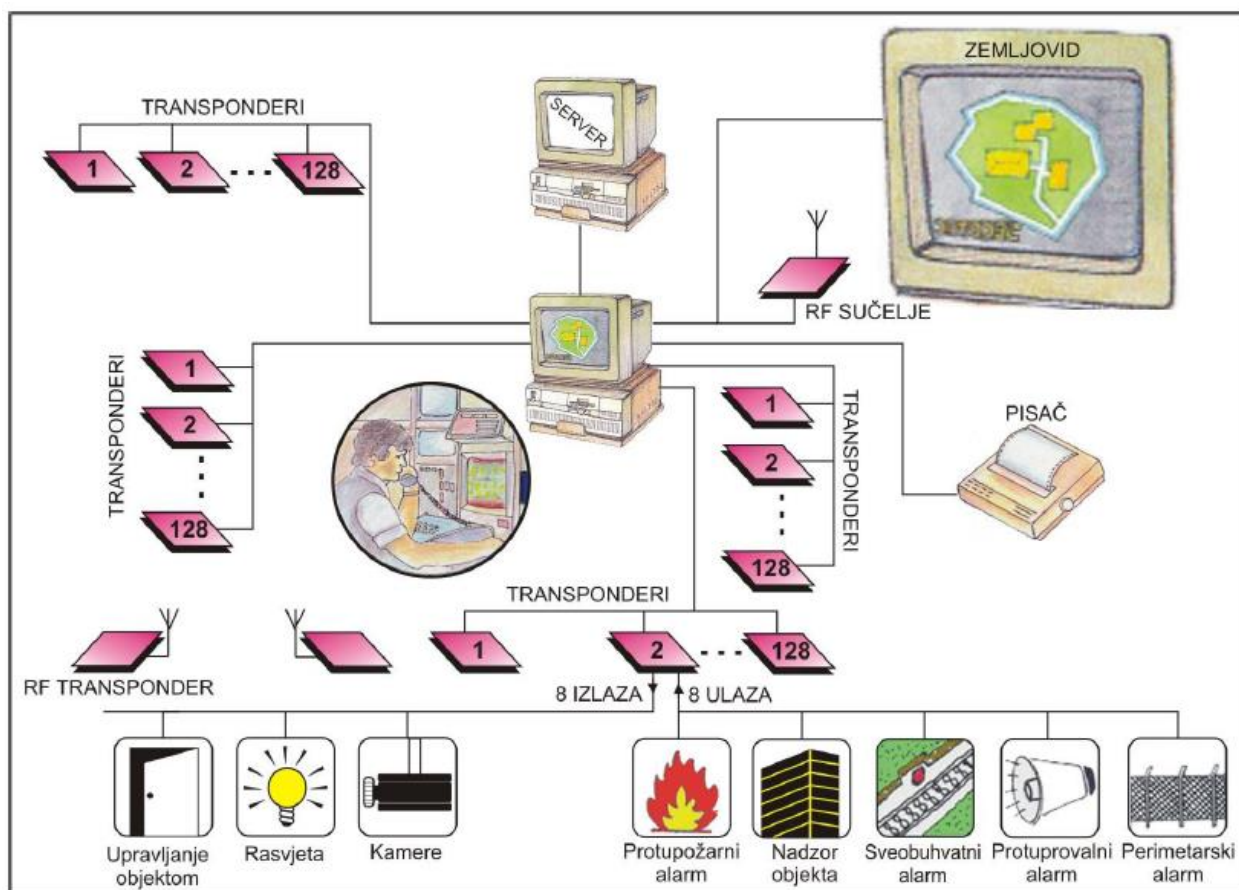 ZEMLJOVID
TRANSPONDERI
SERVER
1
2
128
RF SUČELJE
TRANSPONDERI
1
2
128
TRANSPONDERI
1
2
128
PISAČ
TRANSPONDERI
1
2
128
RF TRANSPONDER
8 IZLAZA
8 ULAZA
Upravljanje
objektom
Rasvjeta
Kamere
Protupožarni
alarm
Nadzor
objekta
Sveobuhvatni
alarm
Protuprovalni
alarm
Perimetarski
alarm